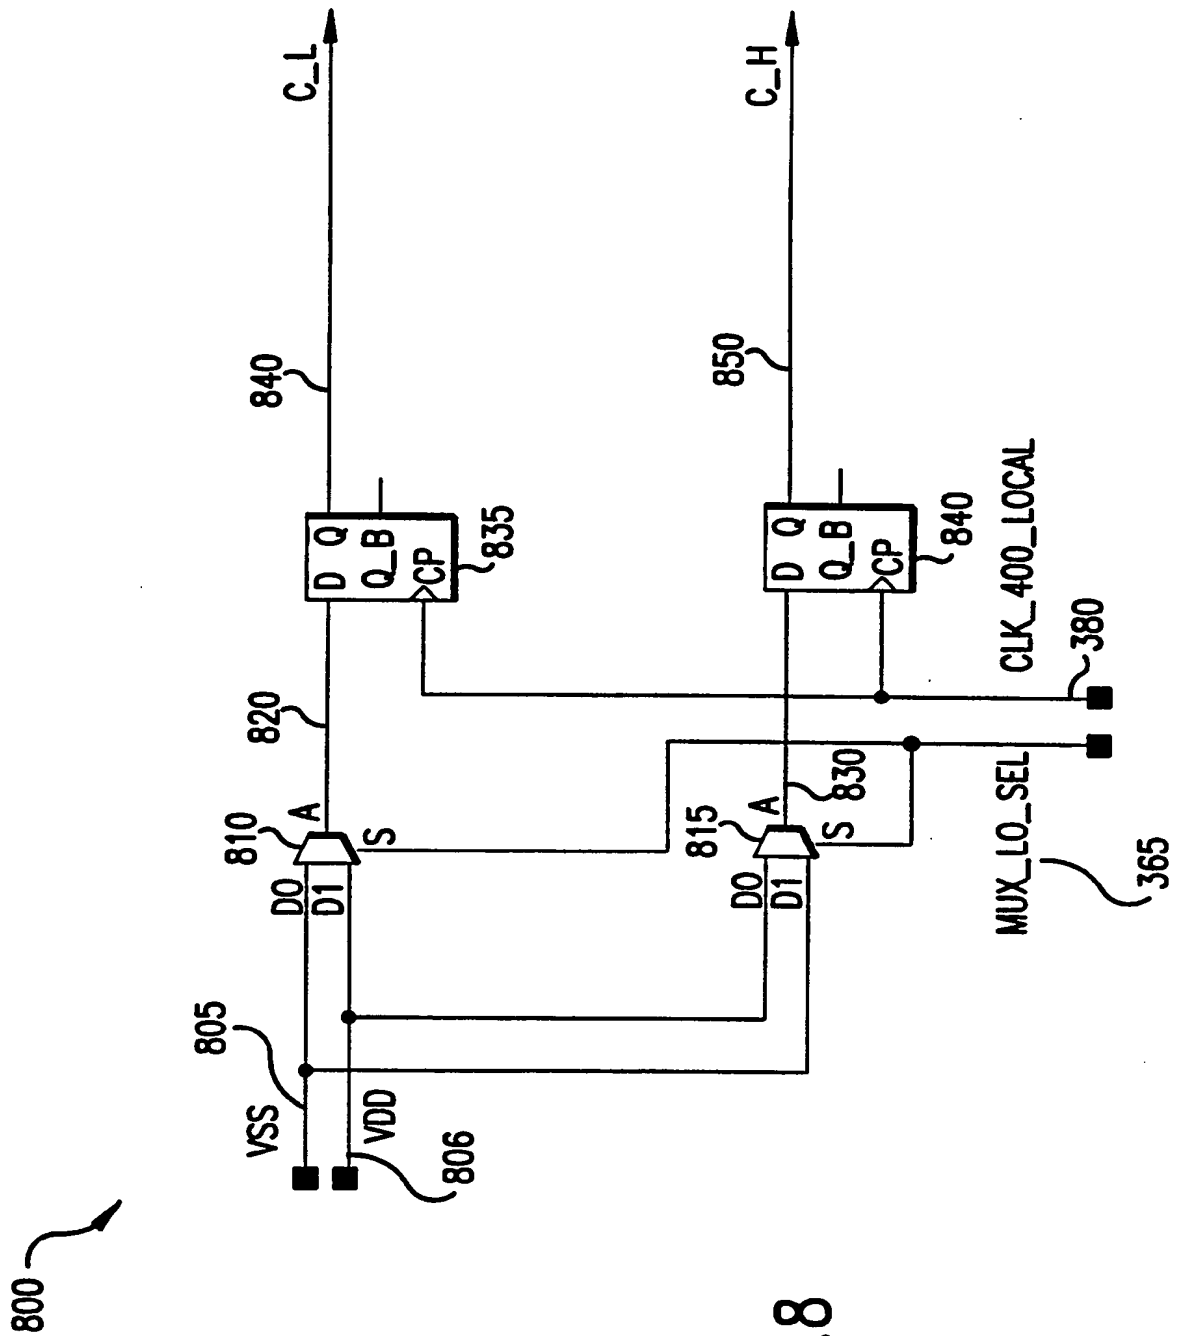 800
VSS
805
VDD
806
D0
D1
810
A
S
820
D Q
Q_B
CP
835
840
C_L
D0
D1
815
A
S
830
D Q
Q_B
CP
840
850
C_H
MUX_LO_SEL
365
CLK_400_LOCAL
380
8